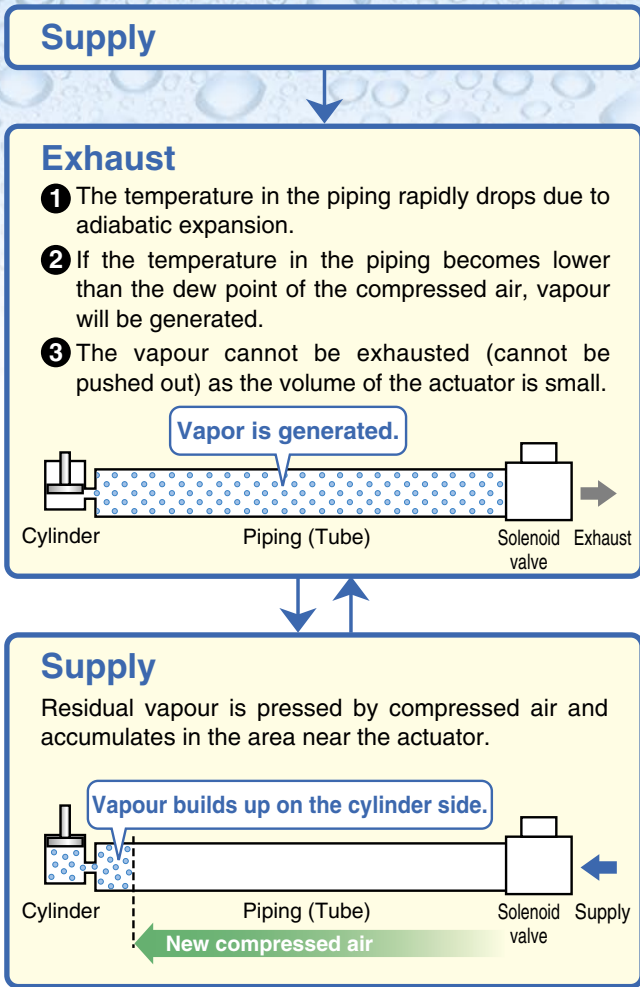 Supply
Exhaust
1 The temperature in the piping rapidly drops due to
adiabatic expansion.
2 If the temperature in the piping becomes lower
than the dew point of the compressed air, vapour
will be generated.
3 The vapour cannot be exhausted (cannot be
pushed out) as the volume of the actuator is small.
Vapor is generated.
Cylinder
Piping (Tube)
Solenoid
valve
Exhaust
Supply
Residual vapour is pressed by compressed air and
accumulates in the area near the actuator.
Vapour builds up on the cylinder side.
Cylinder
Piping (Tube)
Solenoid
valve
Supply
New compressed air